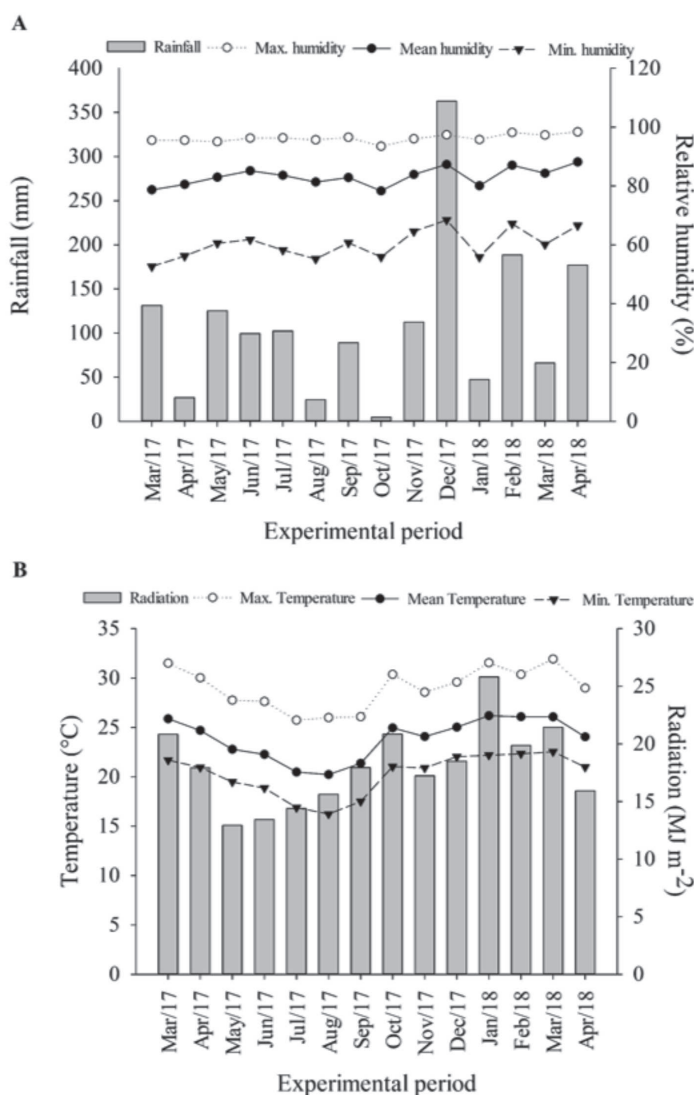 A
Rainfall Max. humidity Mean humidity Min. humidity
400 120
350
100
300
80
250
200 60
150
40
100
20
50
0 0
Rainfall (mm)
Relative humidity (%)
Mar/17 Apr/17 May/17 Jun/17 Jul/17 Aug/17 Sep/17 Oct/17 Nov/17 Dec/17 Jan/18 Feb/18 Mar/18 Apr/18
Experimental period
B
Radiation Max. Temperature Mean Temperature Min. Temperature
35 30
30 25
25
20
20
15
15
10
10
5 5
0 0
Temperature (°C)
Radiation (MJ m-2)
Mar/17 Apr/17 May/17 Jun/17 Jul/17 Aug/17 Sep/17 Oct/17 Nov/17 Dec/17 Jan/18 Feb/18 Mar/18 Apr/18
Experimental period